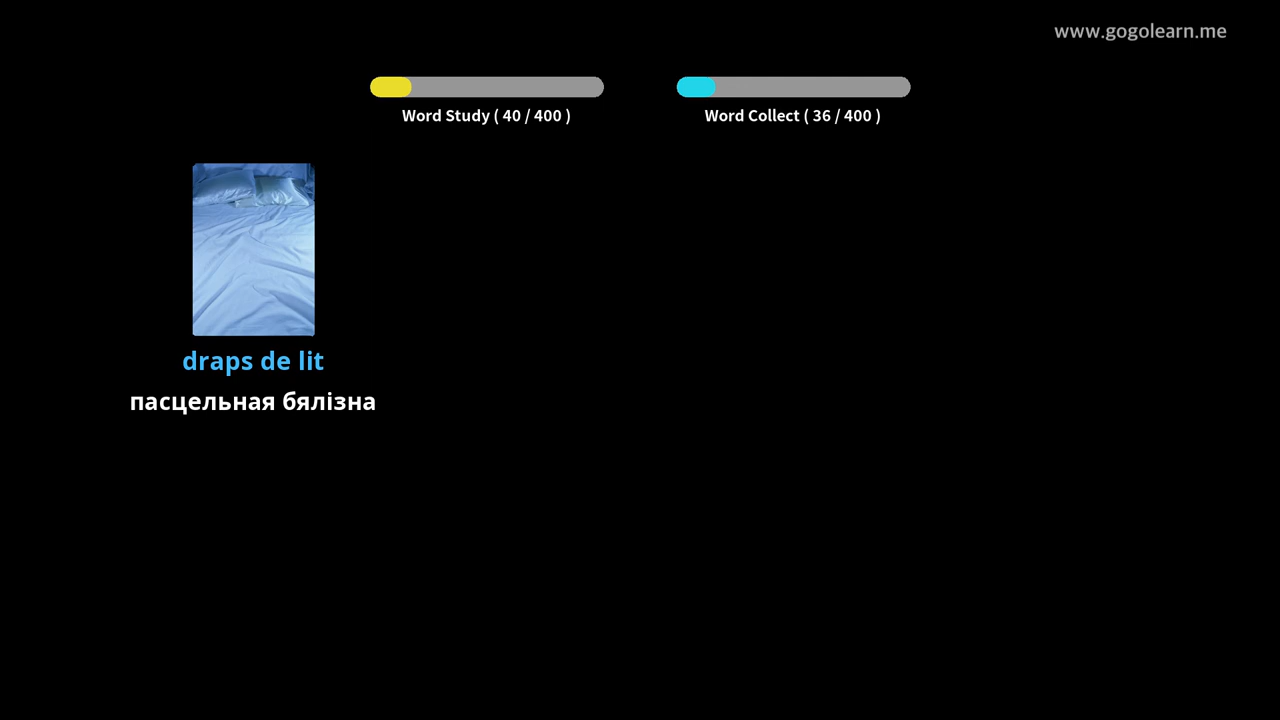 www.gogolearn.me
Word Study ( 40 / 400 )
Word Collect ( 36 / 400 )
draps de lit
пасцельная бялізна